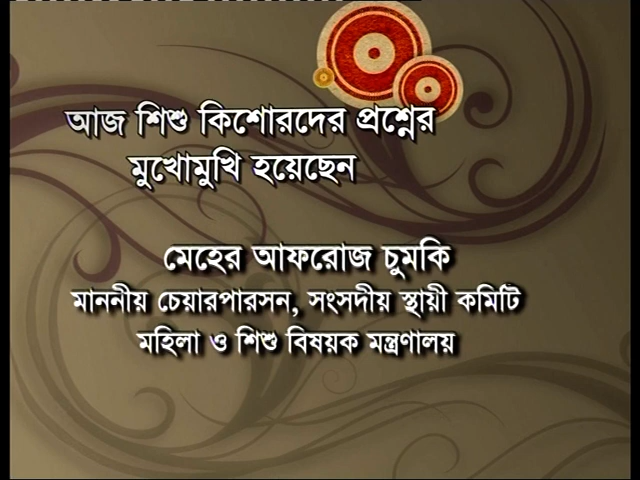 আজ শিশু কিশোরদের প্রশ্নের
মুখোমুখি হয়েছেন
মেহের আফরোজ চুমকি
মাননীয় চেয়ারপারসন, সংসদীয় স্থায়ী কমিটি
মহিলা ও শিশু বিষয়ক মন্ত্রণালয়